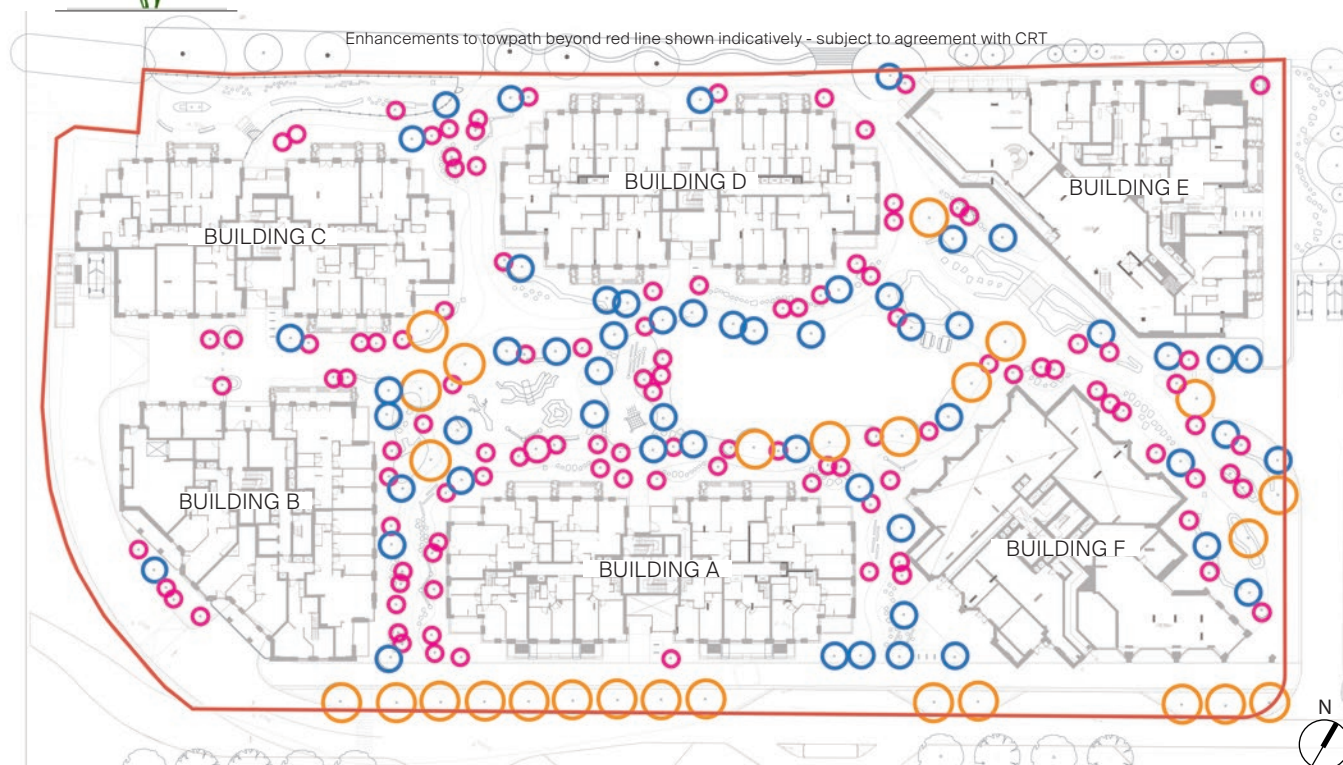 Enhancements to towpath beyond red line shown indicatively - subject to agreement with CRT
BUILDING D
BUILDING E
BUILDING C
BUILDING B
BUILDING F
BUILDING A
N